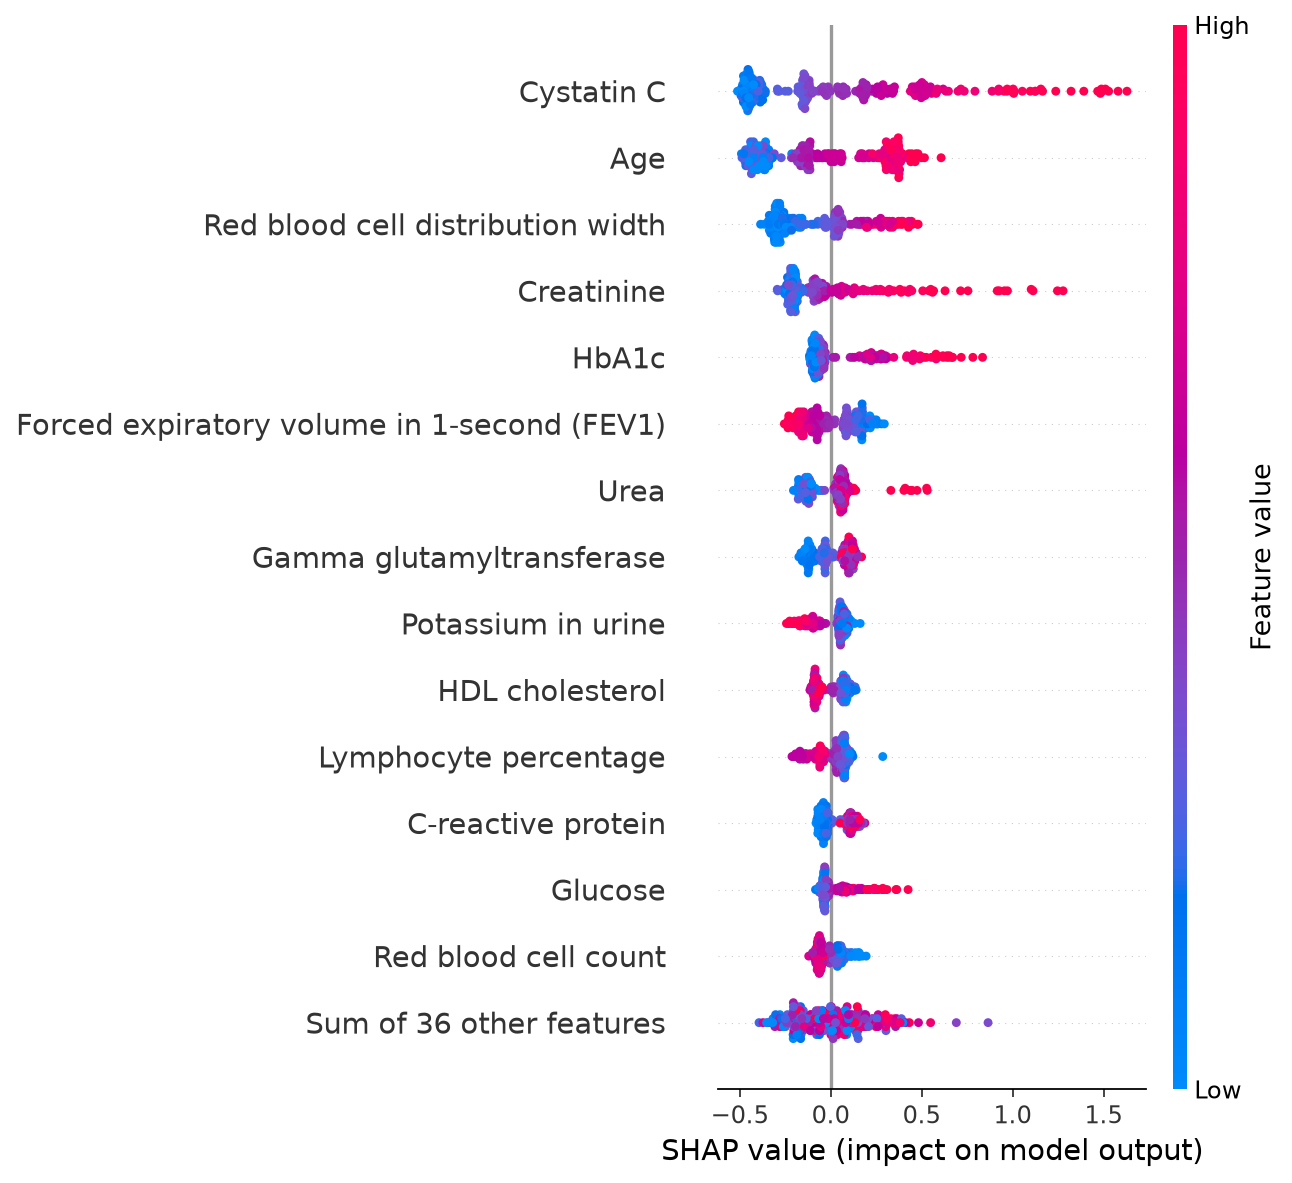 High
Cystatin C
Age
Red blood cell distribution width
Creatinine
HbA1c
Forced expiratory volume in 1-second (FEV1)
Urea
Gamma glutamyltransferase
Potassium in urine
HDL cholesterol
Lymphocyte percentage
C-reactive protein
Glucose
Red blood cell count
Sum of 36 other features
Feature value
Low
−0.5 0.0 0.5 1.0 1.5
SHAP value (impact on model output)